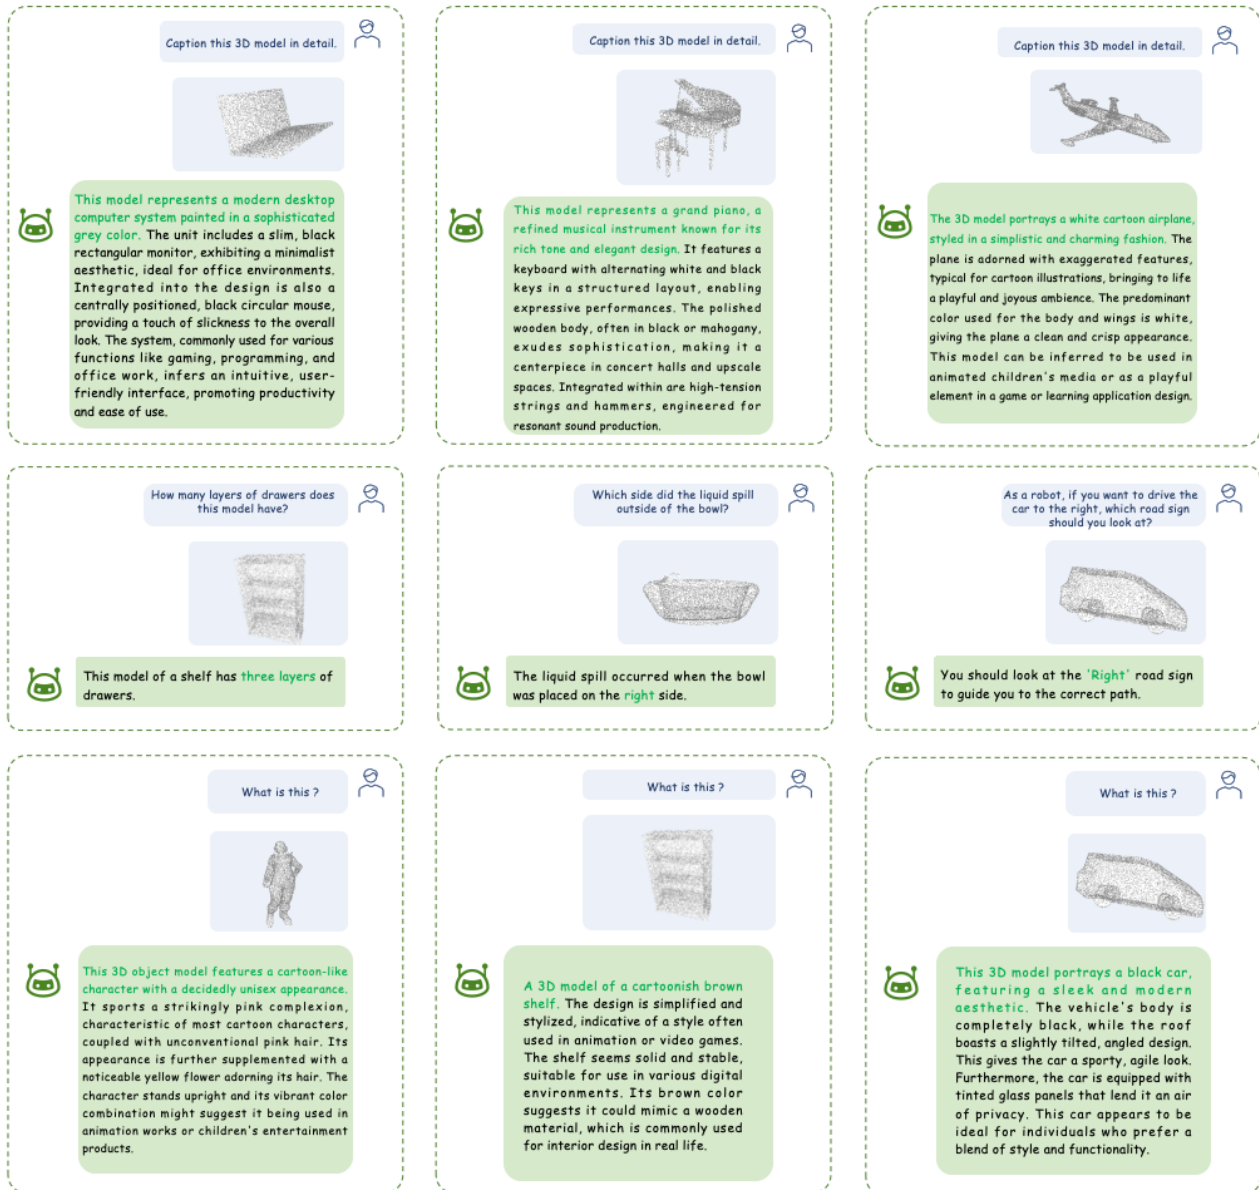 Caption this 3D model in detail.
This model represents a modern desktop
computer system painted in a sophisticated
grey color. The unit includes a slim, black
rectangular monitor, exhibiting a minimalist
aesthetic, ideal for office environments.
Integrated into the design is also a
centrally positioned, black circular mouse,
providing a touch of slickness to the overall
look. The system, commonly used for various
functions like gaming, programming, and
office work, infers an intuitive, user-
friendly interface, promoting productivity
and ease of use.
Caption this 3D model in detail.
This model represents a grand piano, a
refined musical instrument known for its
rich tone and elegant design. It features a
keyboard with alternating white and black
keys in a structured layout, enabling
expressive performances. The polished
wooden body, often in black or mahogany,
exudes sophistication, making it a
centerpiece in concert halls and upscale
spaces. Integrated within are high-tension
strings and hammers, engineered for
resonant sound production.
Caption this 3D model in detail.
The 3D model portrays a white cartoon airplane,
styled in a simplistic and charming fashion. The
plane is adorned with exaggerated features,
typical for cartoon illustrations, bringing to life
a playful and joyous ambience. The predominant
color used for the body and wings is white,
giving the plane a clean and crisp appearance.
This model can be inferred to be used in
animated children's media or as a playful
element in a game or learning application design.
How many layers of drawers does
this model have?
This model of a shelf has three layers of
drawers.
Which side did the liquid spill
outside of the bowl?
The liquid spill occurred when the bowl
was placed on the right side.
As a robot, if you want to drive the
car to the right, which road sign
should you look at?
You should look at the 'Right' road sign
to guide you to the correct path.
What is this ?
This 3D object model features a cartoon-like
character with a decidedly unisex appearance.
It sports a strikingly pink complexion,
characteristic of most cartoon characters,
coupled with unconventional pink hair. Its
appearance is further supplemented with a
noticeable yellow flower adorning its hair. The
character stands upright and its vibrant color
combination might suggest it being used in
animation works or children's entertainment
products.
What is this ?
A 3D model of a cartoonish brown
shelf. The design is simplified and
stylized, indicative of a style often
used in animation or video games.
The shelf seems solid and stable,
suitable for use in various digital
environments. Its brown color
suggests it could mimic a wooden
material, which is commonly used
for interior design in real life.
What is this ?
This 3D model portrays a black car,
featuring a sleek and modern
aesthetic. The vehicle's body is
completely black, while the roof
boasts a slightly tilted, angled design.
This gives the car a sporty, agile look.
Furthermore, the car is equipped with
tinted glass panels that lend it an air
of privacy. This car appears to be
ideal for individuals who prefer a
blend of style and functionality.